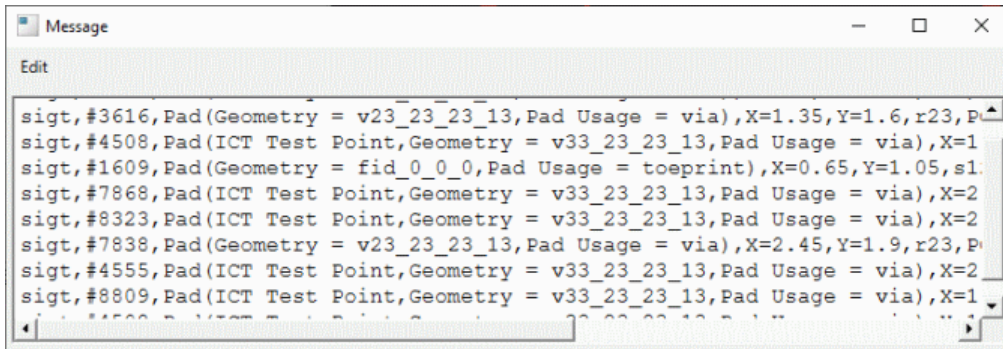 Message
Edit
sigt,#3616,Pad(Geometry = v23_23_23_13,Pad Usage = via),X=1.35,Y=1.6,r23,P
sigt,#4508,Pad(ICT Test Point,Geometry = v33_23_23_13,Pad Usage = via),X=1
sigt,#1609,Pad(Geometry = fid_0_0_0,Pad Usage = toeprint),X=0.65,Y=1.05,s1
sigt,#7868,Pad(ICT Test Point,Geometry = v33_23_23_13,Pad Usage = via),X=2
sigt,#8323,Pad(ICT Test Point,Geometry = v33_23_23_13,Pad Usage = via),X=2
sigt,#7838,Pad(Geometry = v23_23_23_13,Pad Usage = via),X=2.45,Y=1.9,r23,P
sigt,#4555,Pad(ICT Test Point,Geometry = v33_23_23_13,Pad Usage = via),X=2
sigt,#8809,Pad(ICT Test Point,Geometry = v33_23_23_13,Pad Usage = via),X=1